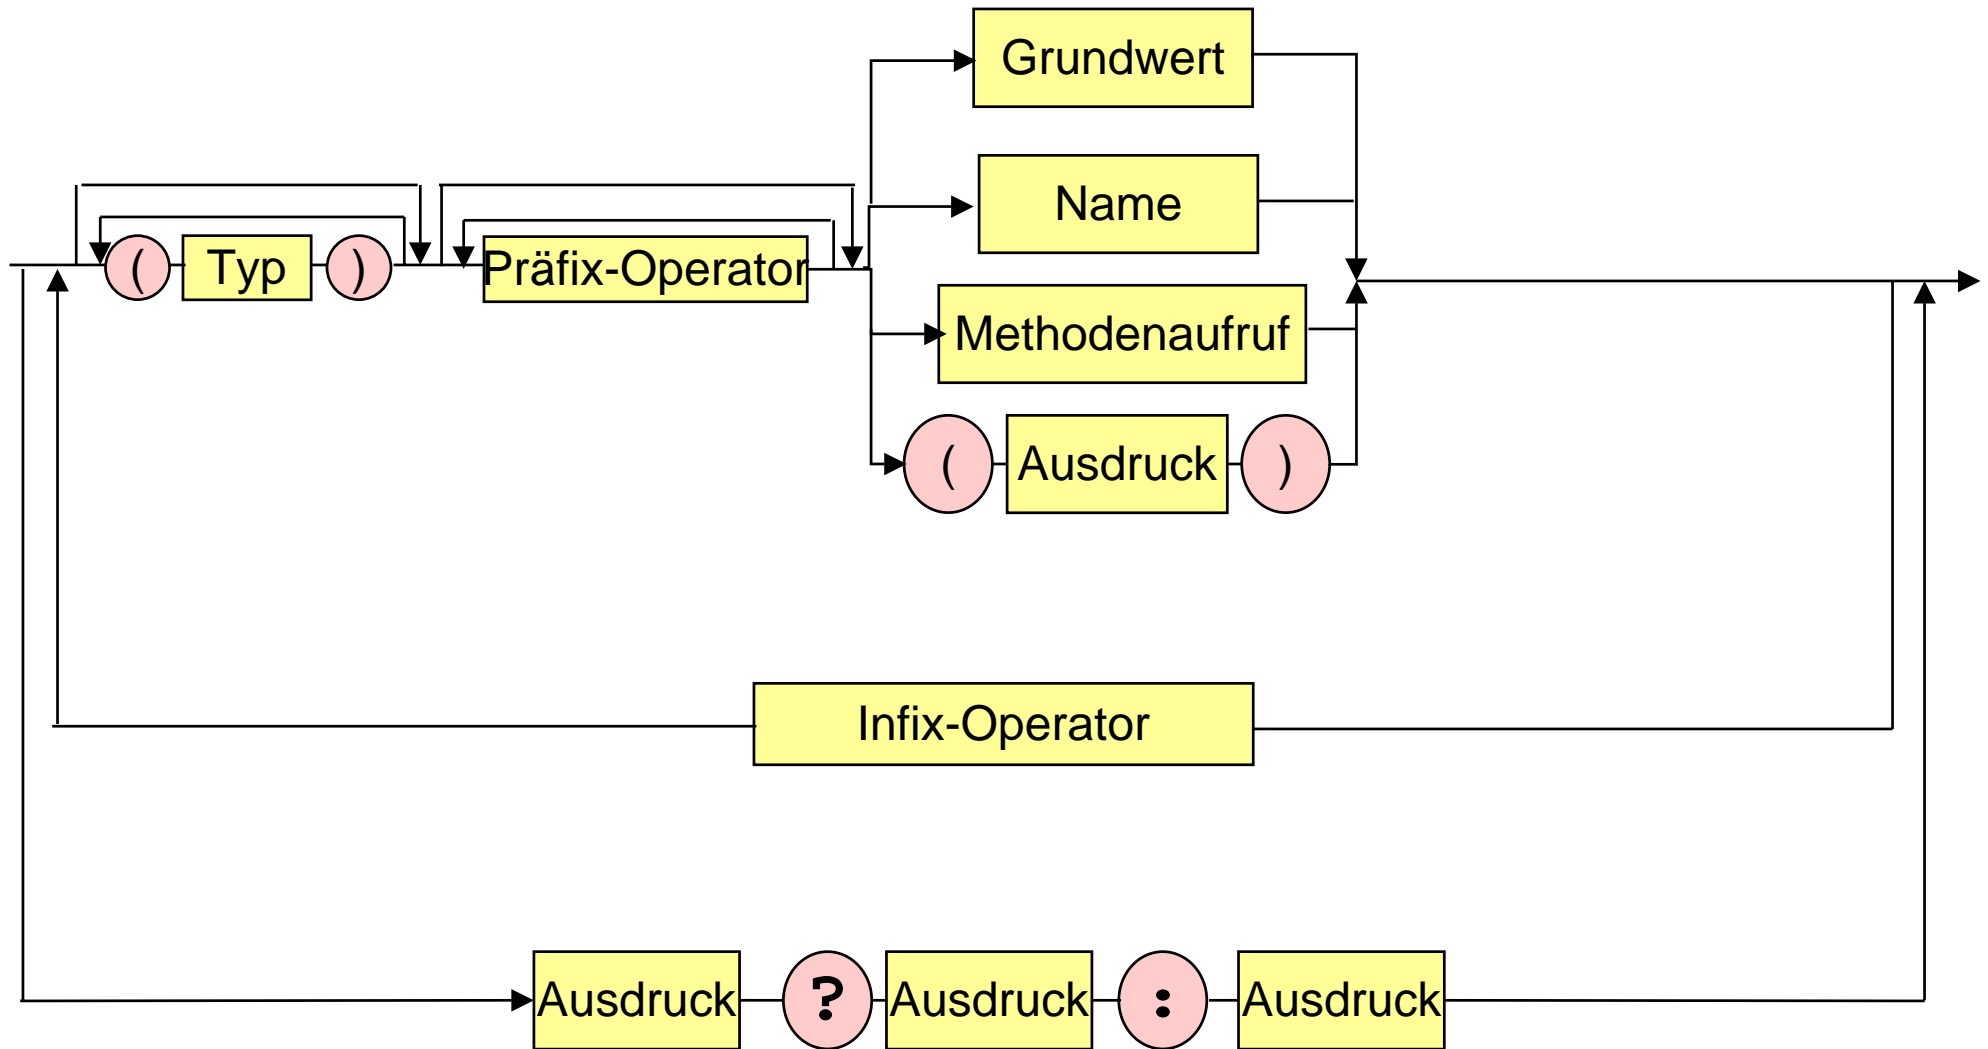 Grundwert
Name
( Typ ) Präfix-Operator
Methodenaufruf
( Ausdruck )
Infix-Operator
Ausdruck ? Ausdruck : Ausdruck